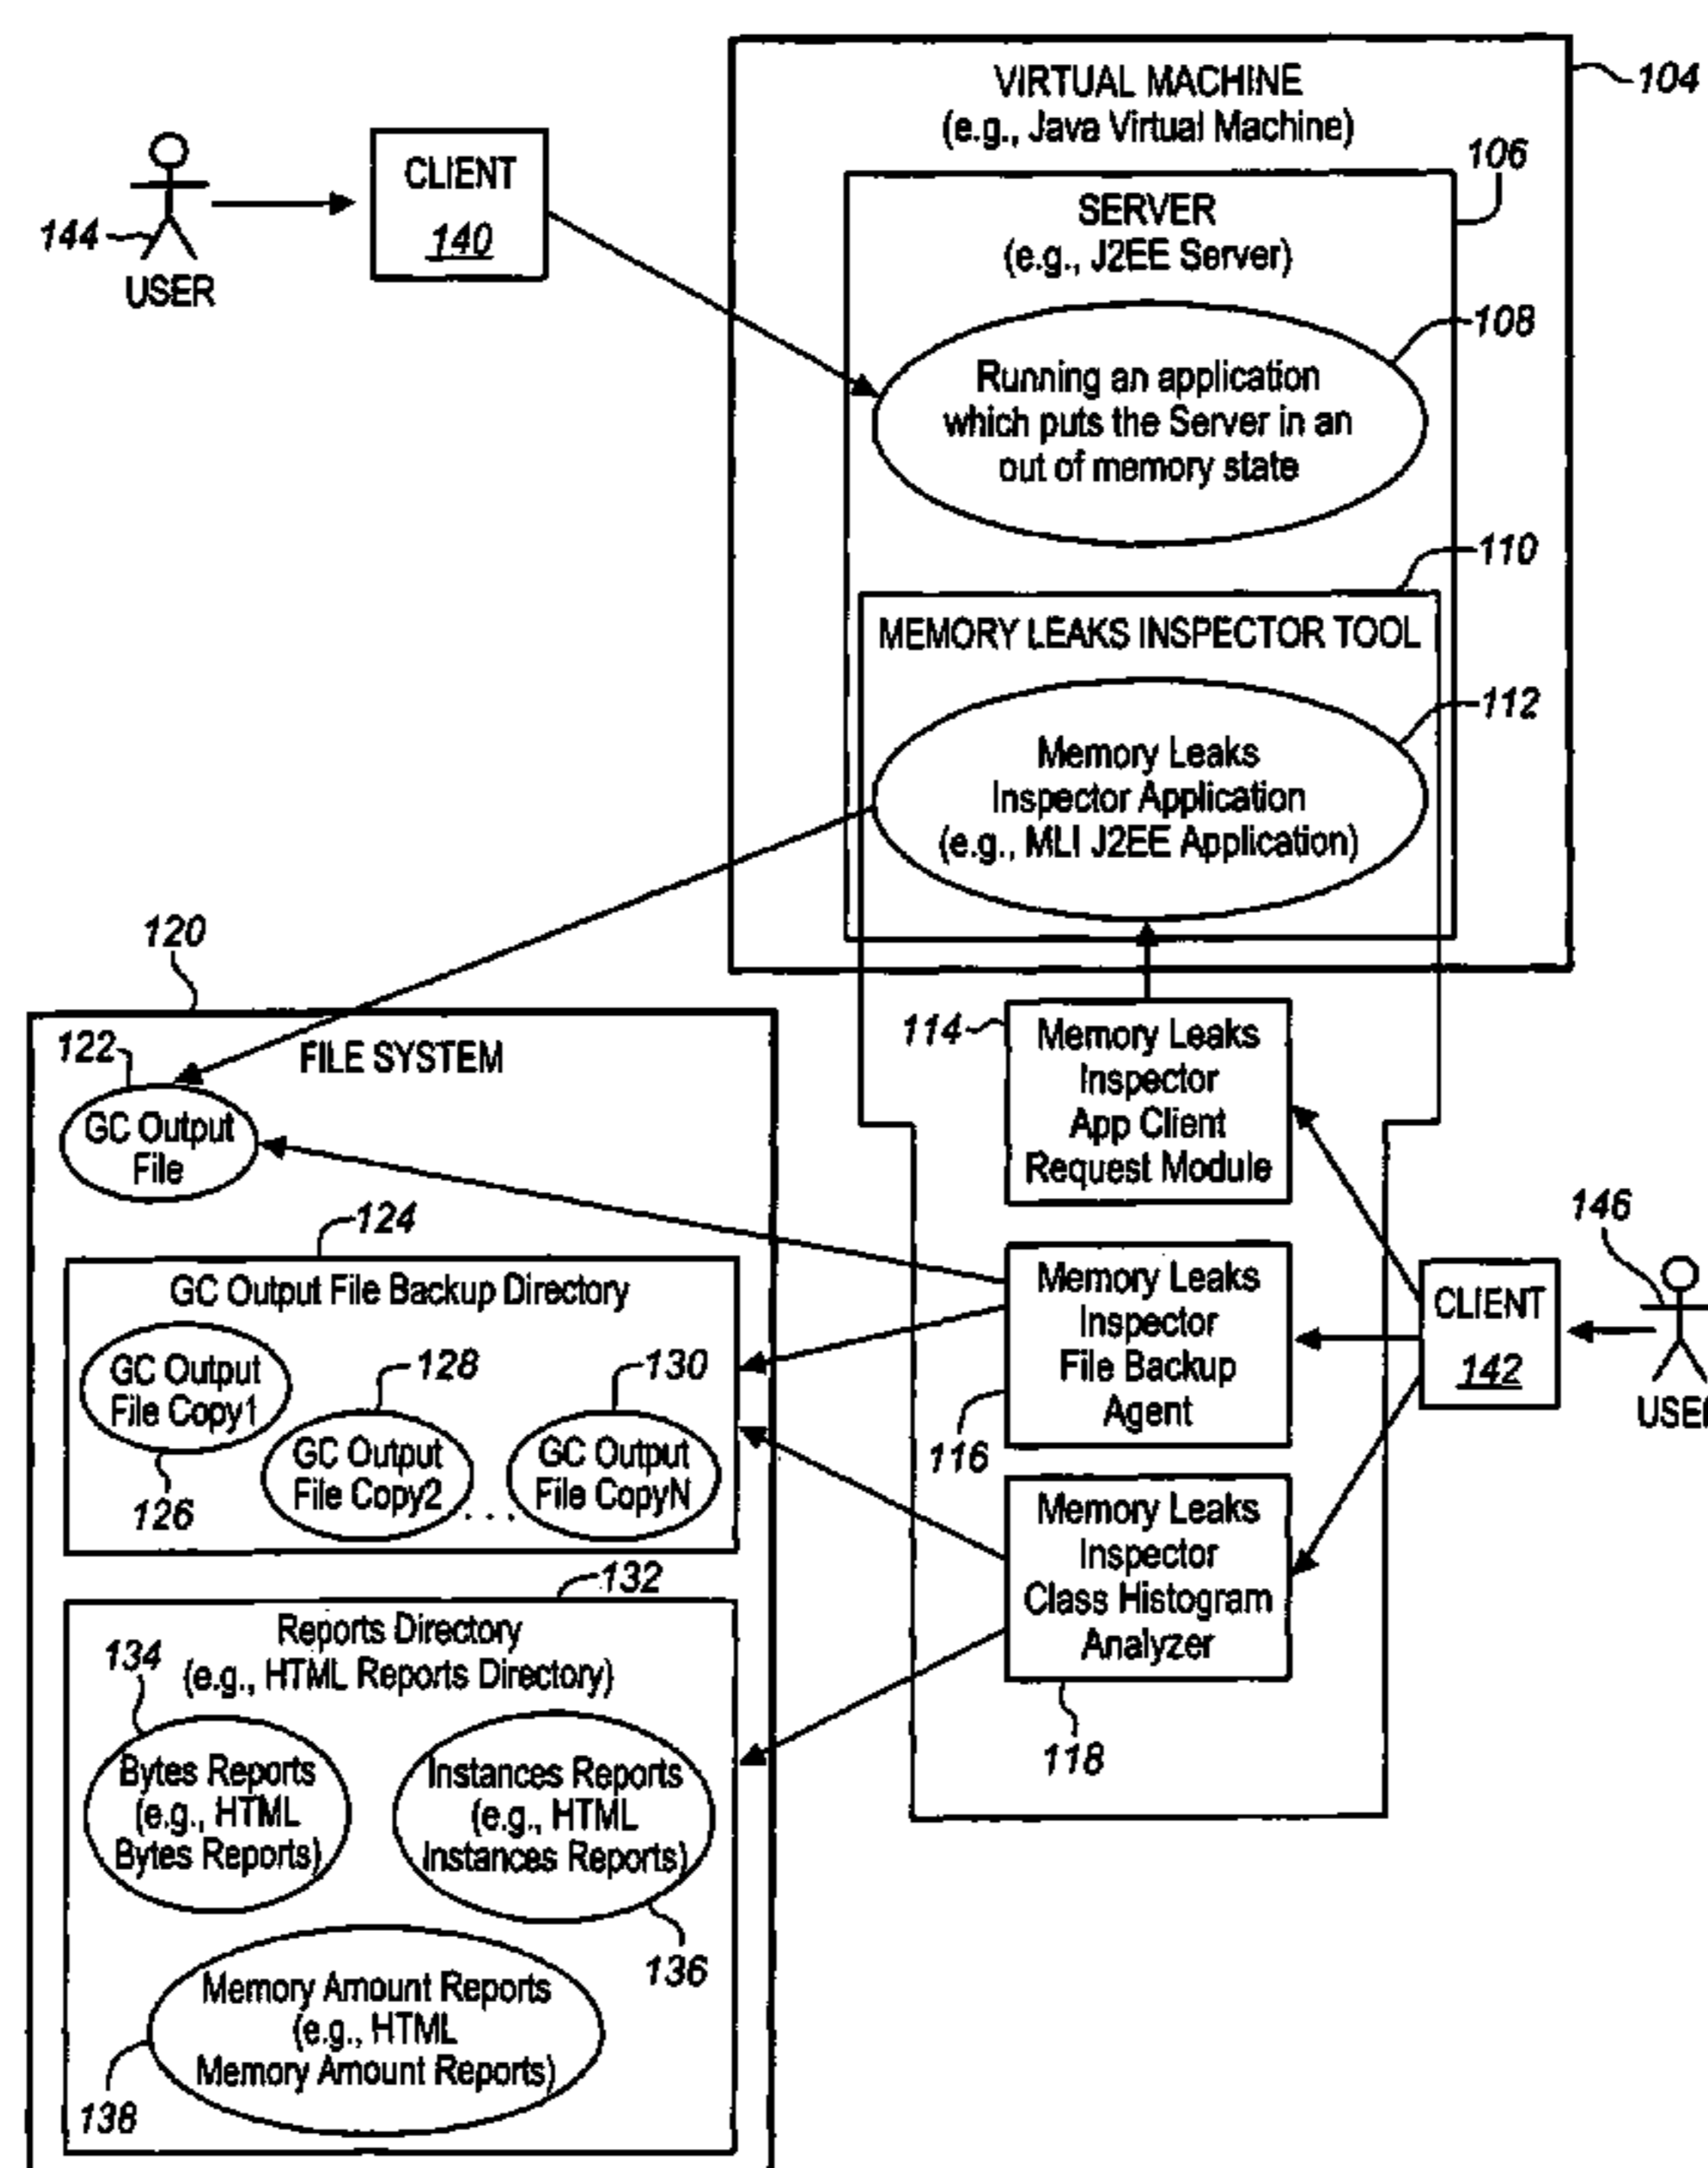 VIRTUAL MACHINE
(e.g., Java Virtual Machine)
104
106
SERVER
(e.g., J2EE Server)
CLIENT
140
144
USER
108
Running an application
which puts the Server in an
out of memory state
110
MEMORY LEAKS INSPECTOR TOOL
112
Memory Leaks
Inspector Application
(e.g., MLI J2EE Application)
120
122
FILE SYSTEM
GC Output
File
114
Memory Leaks
Inspector
App Client
Request Module
124
GC Output File Backup Directory
GC Output
File Copy1
126
128
GC Output
File Copy2
. . .
130
GC Output
File CopyN
Memory Leaks
Inspector
File Backup
Agent
116
146
CLIENT
142
Memory Leaks
Inspector
Class Histogram
Analyzer
118
132
Reports Directory
(e.g., HTML Reports Directory)
134
Bytes Reports
(e.g., HTML
Bytes Reports)
Instances Reports
(e.g., HTML
Instances Reports)
136
Memory Amount Reports
(e.g., HTML
Memory Amount Reports)
138